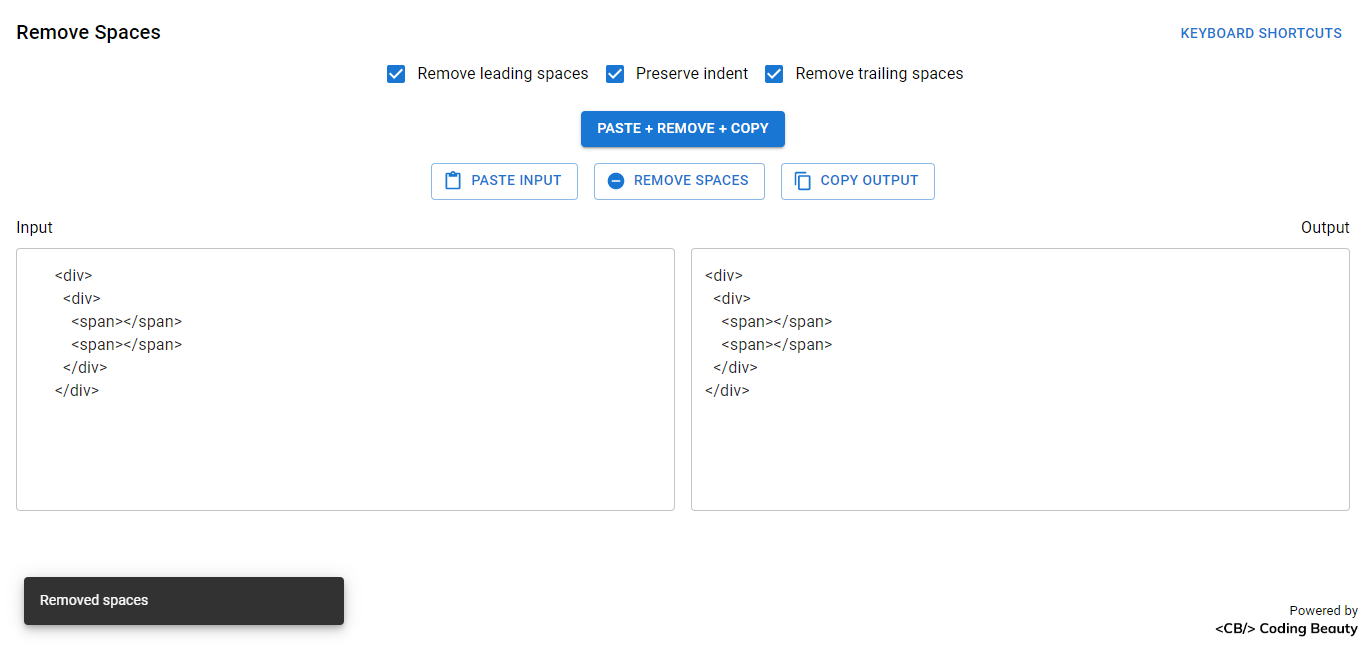 Remove Spaces
KEYBOARD SHORTCUTS
Remove leading spaces Preserve indent Remove trailing spaces
PASTE + REMOVE + COPY
PASTE INPUT REMOVE SPACES COPY OUTPUT
Input
Output
<div>
  <div>
    <span></span>
    <span></span>
  </div>
</div>
<div>
  <div>
    <span></span>
    <span></span>
  </div>
</div>
Removed spaces
Powered by
<CB/> Coding Beauty